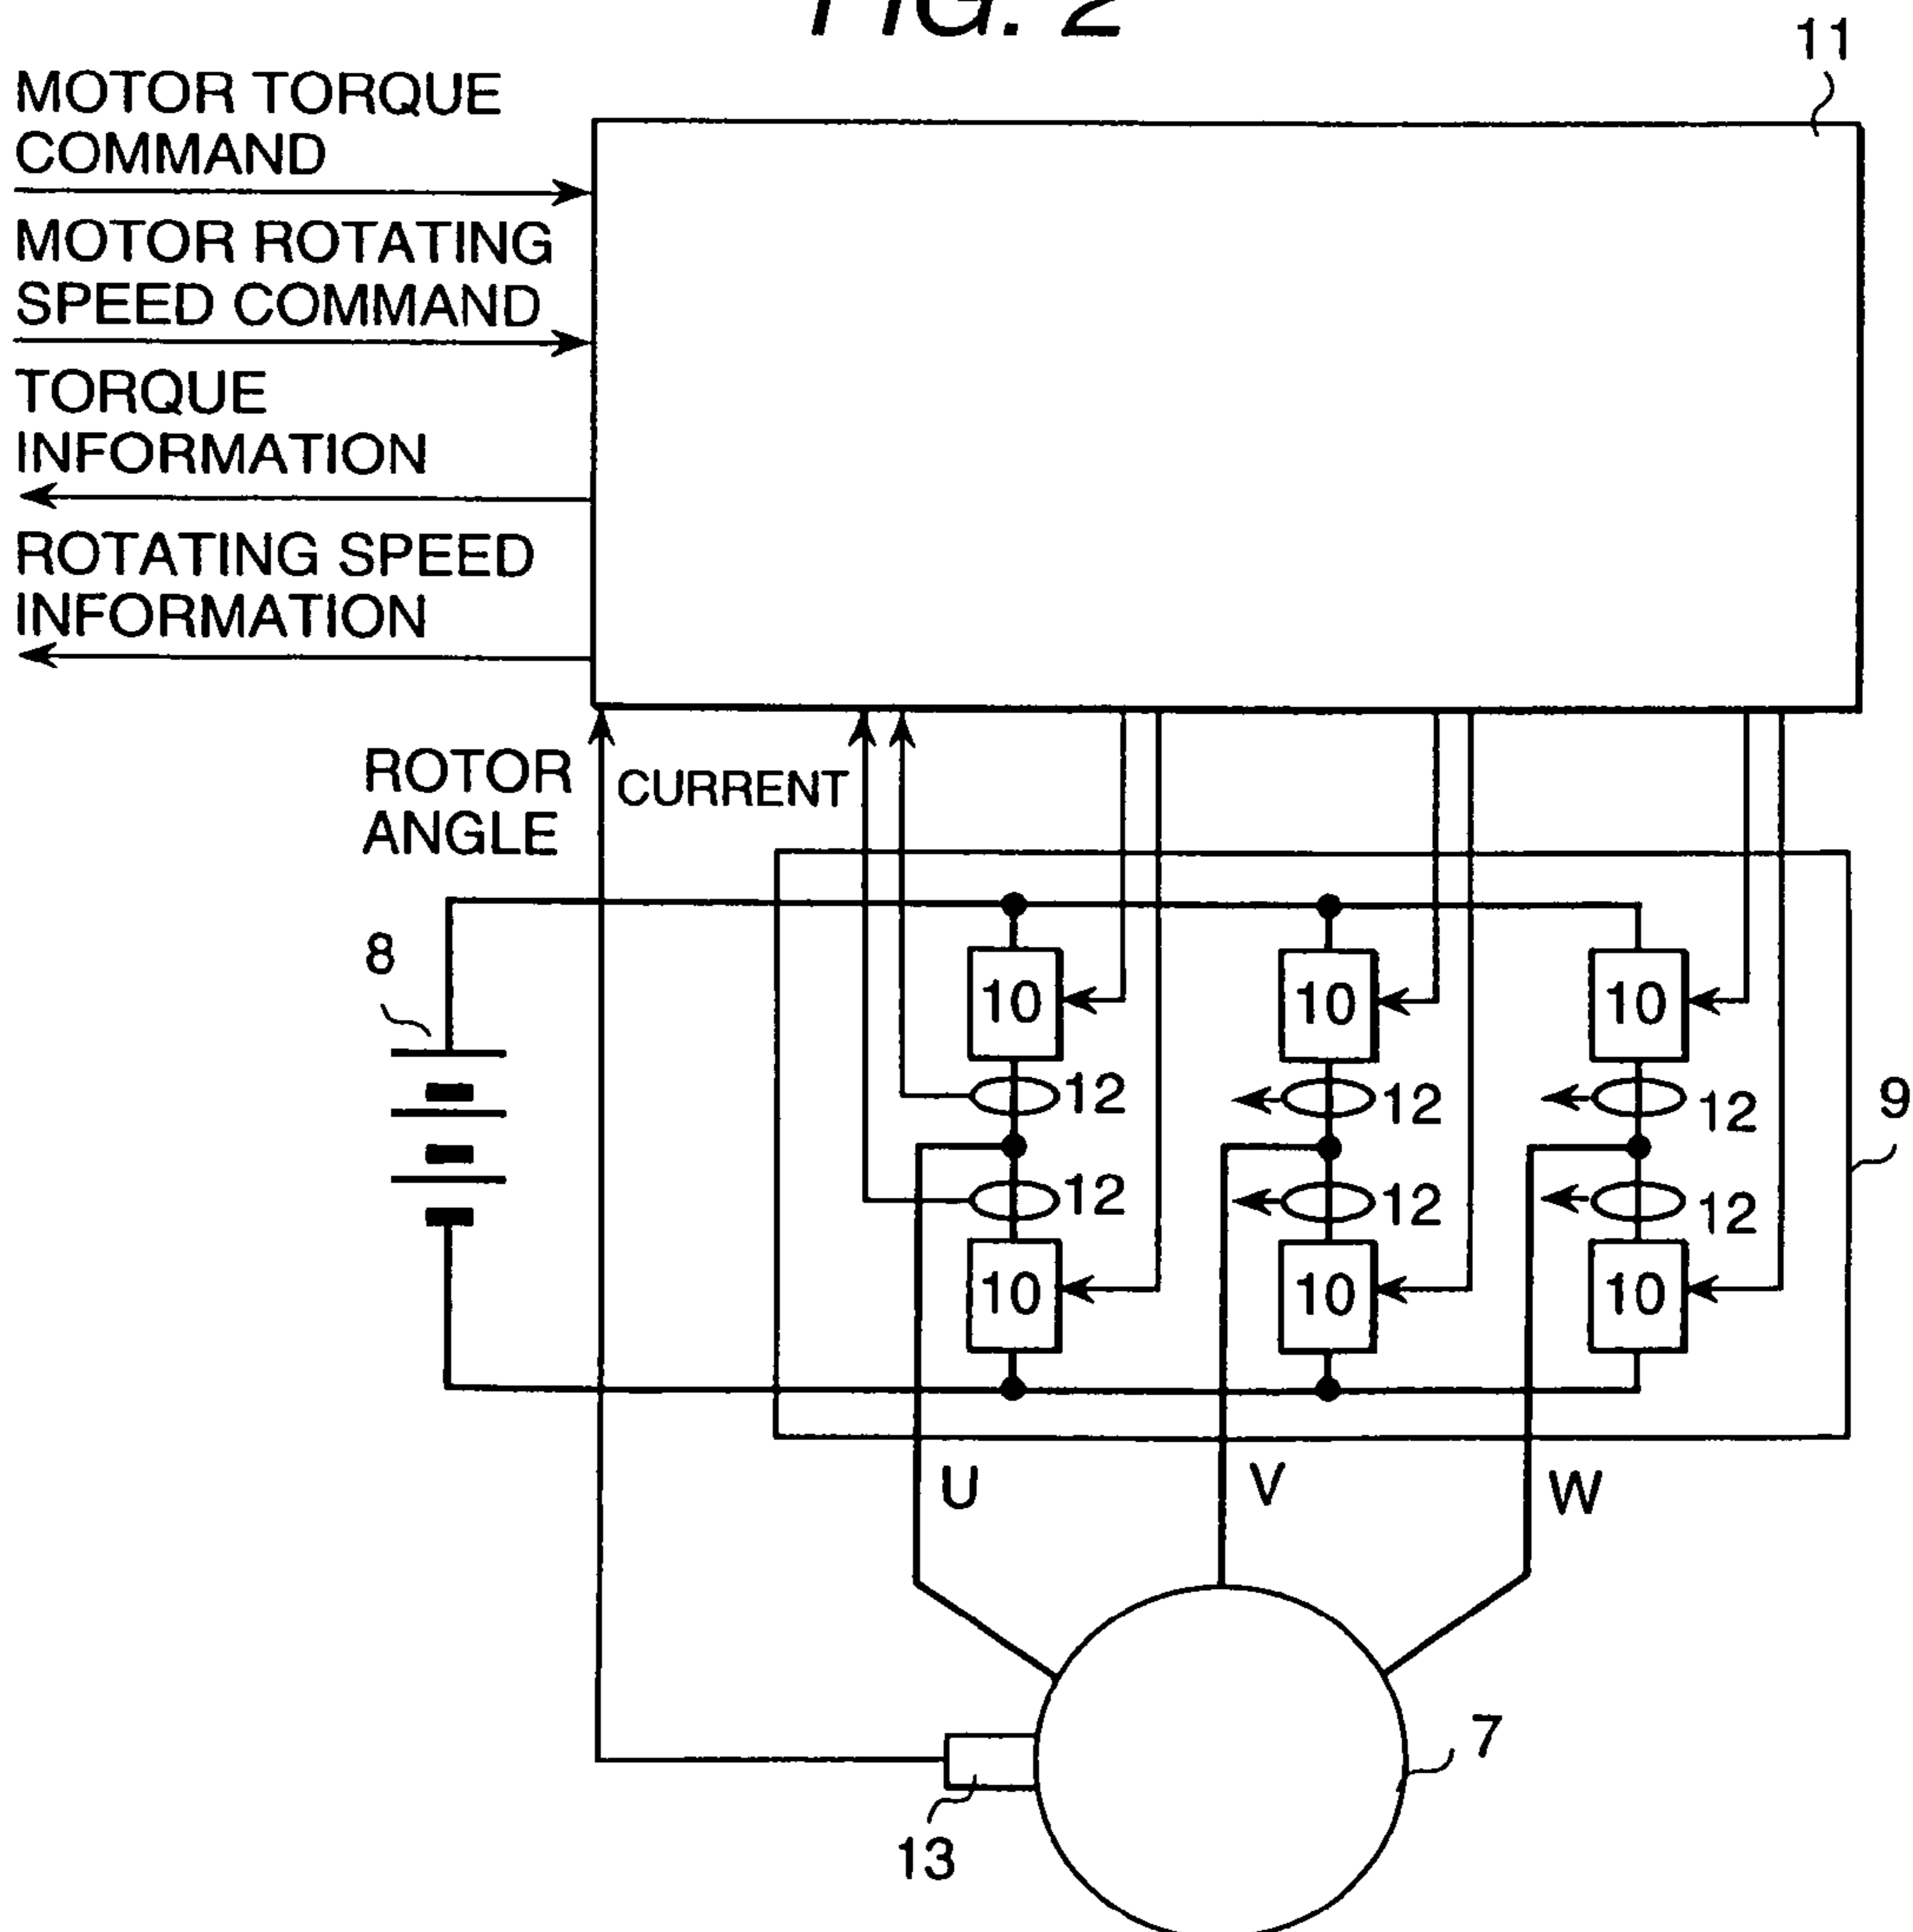 FIG. 2
11
MOTOR TORQUE
COMMAND
MOTOR ROTATING
SPEED COMMAND
TORQUE
INFORMATION
ROTATING SPEED
INFORMATION
ROTOR
ANGLE
CURRENT
8
10
10
10
12
12
12
9
12
12
12
10
10
10
U
V
W
7
13